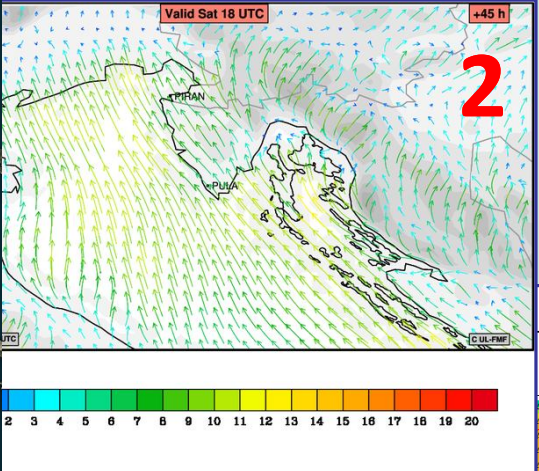 Valid Sat 18 UTC
+45 h
2
PIRAN
PULA
UTC
C UL-FMF
2 3 4 5 6 7 8 9 10 11 12 13 14 15 16 17 18 19 20